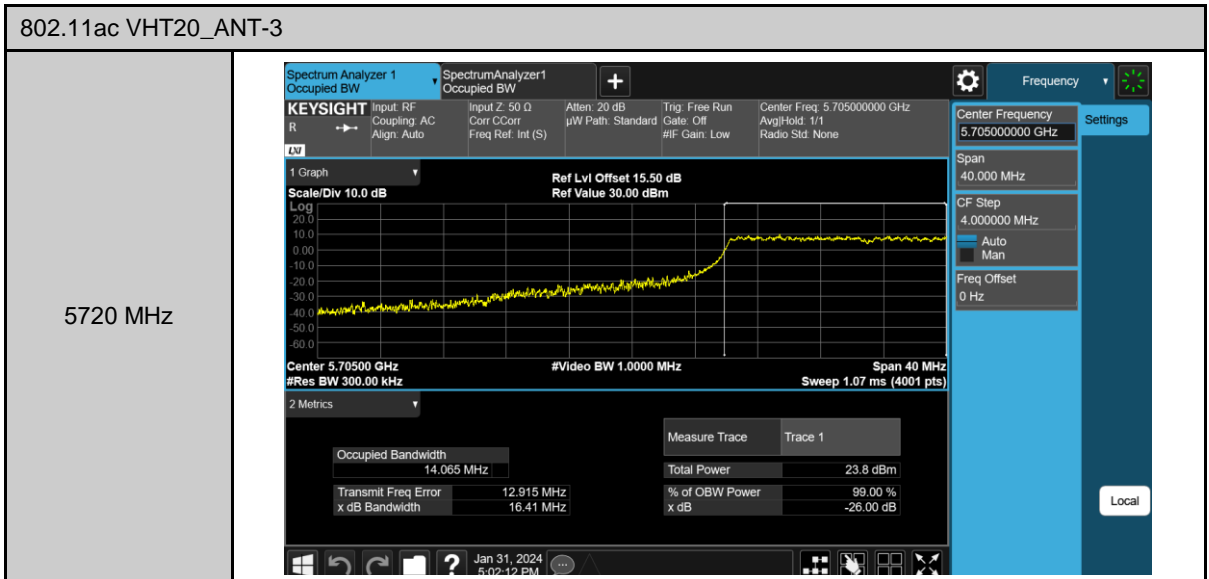 802.11ac VHT20_ANT-3
5720 MHz
Spectrum Analyzer 1
Occupied BW
SpectrumAnalyzer1
Occupied BW
+
Frequency
KEYSIGHT
R
LXI
Input: RF
Coupling: AC
Align: Auto
Input Z: 50 Ω
Corr CCorr
Freq Ref: Int (S)
Atten: 20 dB
µW Path: Standard
Trig: Free Run
Gate: Off
#IF Gain: Low
Center Freq: 5.705000000 GHz
Avg|Hold: 1/1
Radio Std: None
1 Graph
Scale/Div 10.0 dB
Ref Lvl Offset 15.50 dB
Ref Value 30.00 dBm
Log
20.0
10.0
0.00
-10.0
-20.0
-30.0
-40.0
-50.0
-60.0
Center 5.70500 GHz
#Res BW 300.00 kHz
#Video BW 1.0000 MHz
Span 40 MHz
Sweep 1.07 ms (4001 pts)
2 Metrics
Occupied Bandwidth
14.065 MHz
Transmit Freq Error 12.915 MHz
x dB Bandwidth 16.41 MHz
Measure Trace Trace 1
Total Power 23.8 dBm
% of OBW Power 99.00 %
x dB -26.00 dB
Center Frequency
5.705000000 GHz
Settings
Span
40.000 MHz
CF Step
4.000000 MHz
Auto
Man
Freq Offset
0 Hz
Local
?
Jan 31, 2024
5:02:12 PM